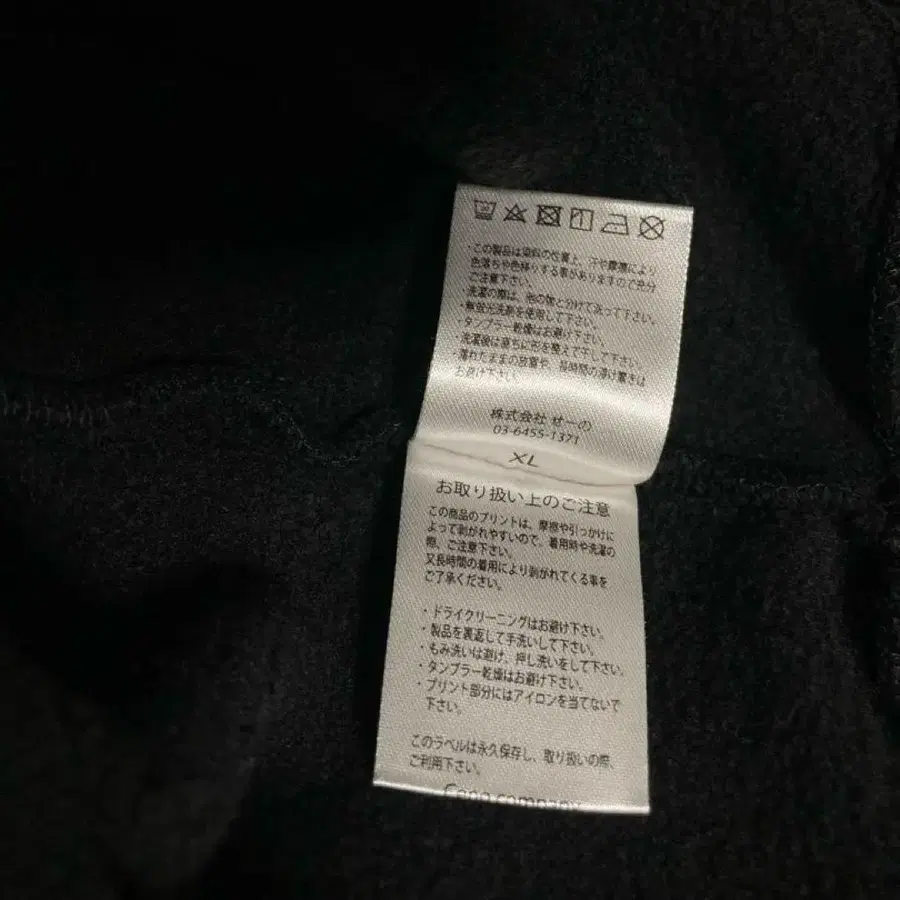 ・この製品は染料の性質上、汗や摩擦により
色落ちや色移りする事がありますので充分
ご注意下さい。
・洗濯の際は、他の物と分けて洗って下さい。
・無蛍光洗剤を使用して下さい。
・タンブラー乾燥はお避け下さい。
・洗濯後は直ちに形を整えて干して下さい。
・濡れたままの放置や、長時間の浸け置きは
お避け下さい。
株式会社 せーの
03-6455-1371
XL
お取り扱い上のご注意
この商品のプリントは、摩擦や引っかけに
よって剥がれやすいので、着用時や洗濯の
際、ご注意下さい。
又長時間の着用により剥がれてくる事を
ご了承ください。
・ドライクリーニングはお避け下さい。
・製品を裏返して手洗いして下さい。
・もみ洗いは避け、押し洗いをして下さい。
・タンブラー乾燥はお避け下さい。
・プリント部分にはアイロンを当てないで
下さい。
このラベルは永久保存し、取り扱いの際、
ご利用下さい。
company